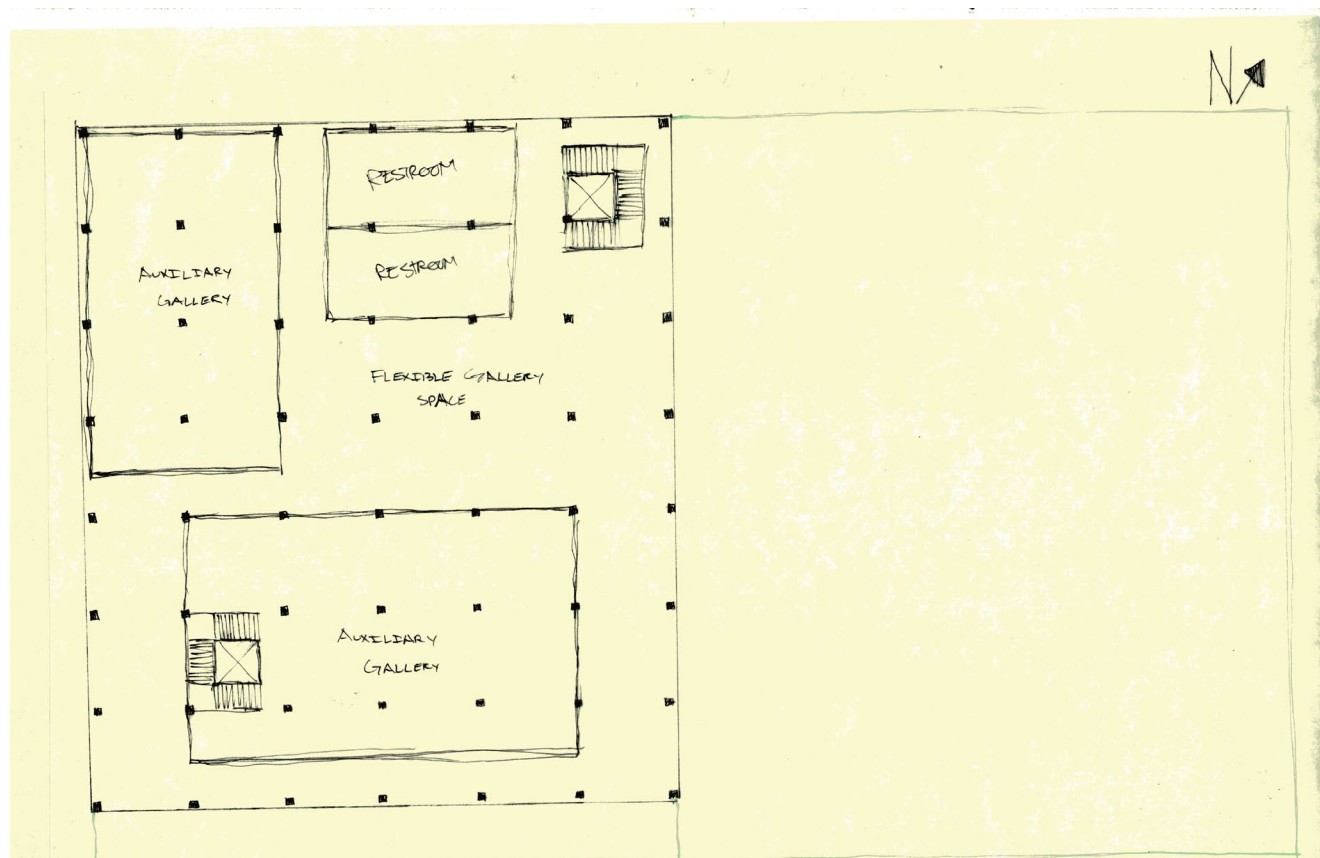 N
RESTROOM
RESTROOM
AUXILIARY
GALLERY
FLEXIBLE GALLERY
SPACE
AUXILIARY
GALLERY